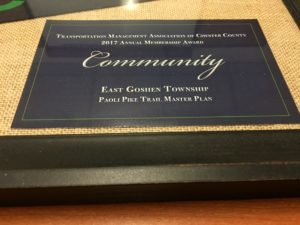 Transportation Management Association of Chester County
2017 Annual Membership Award
Community
East Goshen Township
Paoli Pike Trail Master Plan